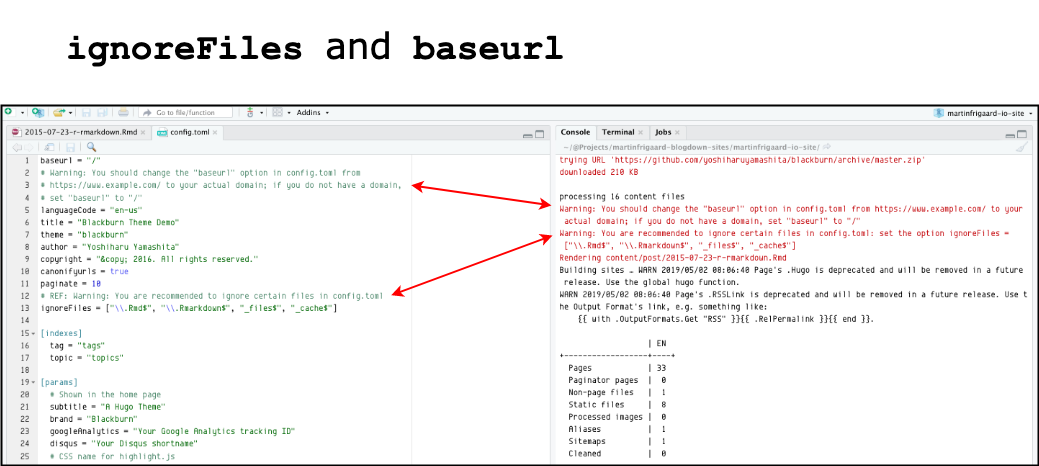 ignoreFiles and baseurl
Go to file/function
Addins
martinfrigaard-io-site
2015-07-23-r-rmarkdown.Rmd
config.toml
1 baseurl = "/"
2 # Warning: You should change the "baseurl" option in config.toml from
3 # https://www.example.com/ to your actual domain; if you do not have a domain,
4 # set "baseurl" to "/"
5 languageCode = "en-us"
6 title = "Blackburn Theme Demo"
7 theme = "blackburn"
8 author = "Yoshiharu Yamashita"
9 copyright = "&copy; 2016. All rights reserved."
10 canonifyurls = true
11 paginate = 10
12 # REF: Warning: You are recommended to ignore certain files in config.toml
13 ignoreFiles = ["\\.Rmd$", "\\.Rmarkdown$", "_files$", "_cache$"]
14
15 [indexes]
16 tag = "tags"
17 topic = "topics"
18
19 [params]
20 # Shown in the home page
21 subtitle = "A Hugo Theme"
22 brand = "Blackburn"
23 googleAnalytics = "Your Google Analytics tracking ID"
24 disqus = "Your Disqus shortname"
25 # CSS name for highlight.js
Console Terminal Jobs
~/@Projects/martinfrigaard-blogdown-sites/martinfrigaard-io-site/
trying URL 'https://github.com/yoshiharuyamashita/blackburn/archive/master.zip'
downloaded 210 KB
processing 16 content files
Warning: You should change the "baseurl" option in config.toml from https://www.example.com/ to your
actual domain; if you do not have a domain, set "baseurl" to "/"
Warning: You are recommended to ignore certain files in config.toml: set the option ignoreFiles =
["\\.Rmd$", "\\.Rmarkdown$", "_files$", "_cache$"]
Rendering content/post/2015-07-23-r-rmarkdown.Rmd
Building sites … WARN 2019/05/02 08:06:40 Page's .Hugo is deprecated and will be removed in a future
release. Use the global hugo function.
WARN 2019/05/02 08:06:40 Page's .RSSLink is deprecated and will be removed in a future release. Use t
he Output Format's link, e.g. something like:
{{ with .OutputFormats.Get "RSS" }}{{ .RelPermalink }}{{ end }}.
| EN
+------------------+----+
Pages | 33
Paginator pages | 0
Non-page files | 1
Static files | 8
Processed images | 0
Aliases | 1
Sitemaps | 1
Cleaned | 0